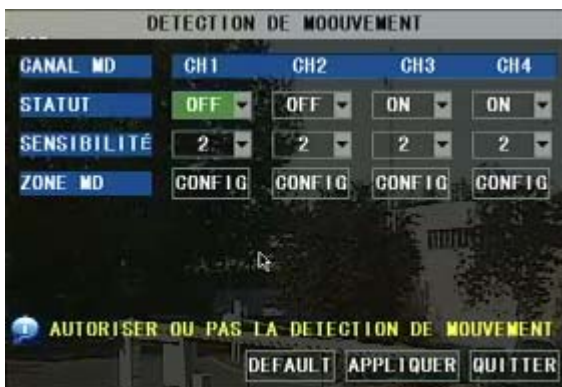 DETECTION DE MOOUVEMENT
CANAL MD CH1 CH2 CH3 CH4
STATUT OFF OFF ON ON
SENSIBILITÉ 2 2 2 2
ZONE MD CONFIG CONFIG CONFIG CONFIG
AUTORISER OU PAS LA DETECTION DE MOUVEMENT
DEFAULT APPLIQUER QUITTER